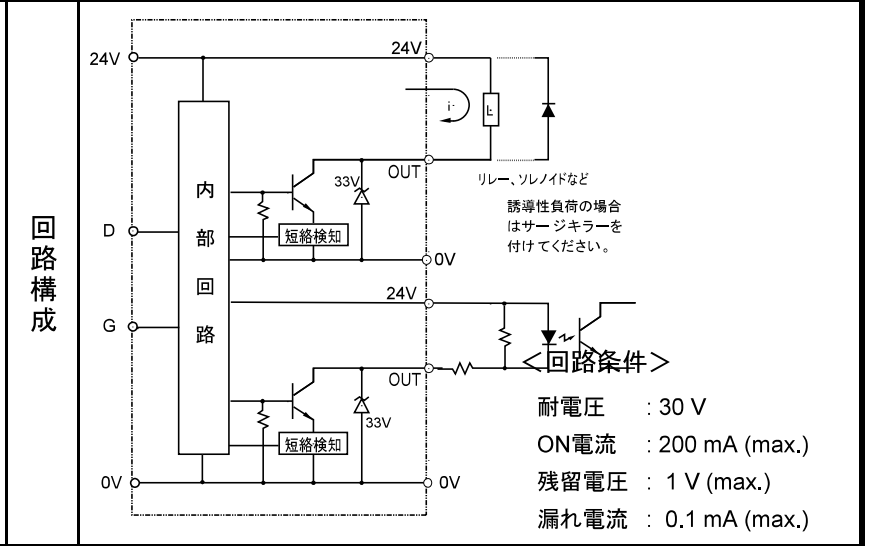 回路構成
24V
24V
i
L
内部回路
33V
OUT
リレー、ソレノイドなど
誘導性負荷の場合
はサージキラーを
付けてください。
D
短絡検知
0V
24V
G
<回路条件>
OUT
33V
耐電圧 : 30 V
ON電流 : 200 mA (max.)
短絡検知
残留電圧 : 1 V (max.)
0V
0V
漏れ電流 : 0.1 mA (max.)